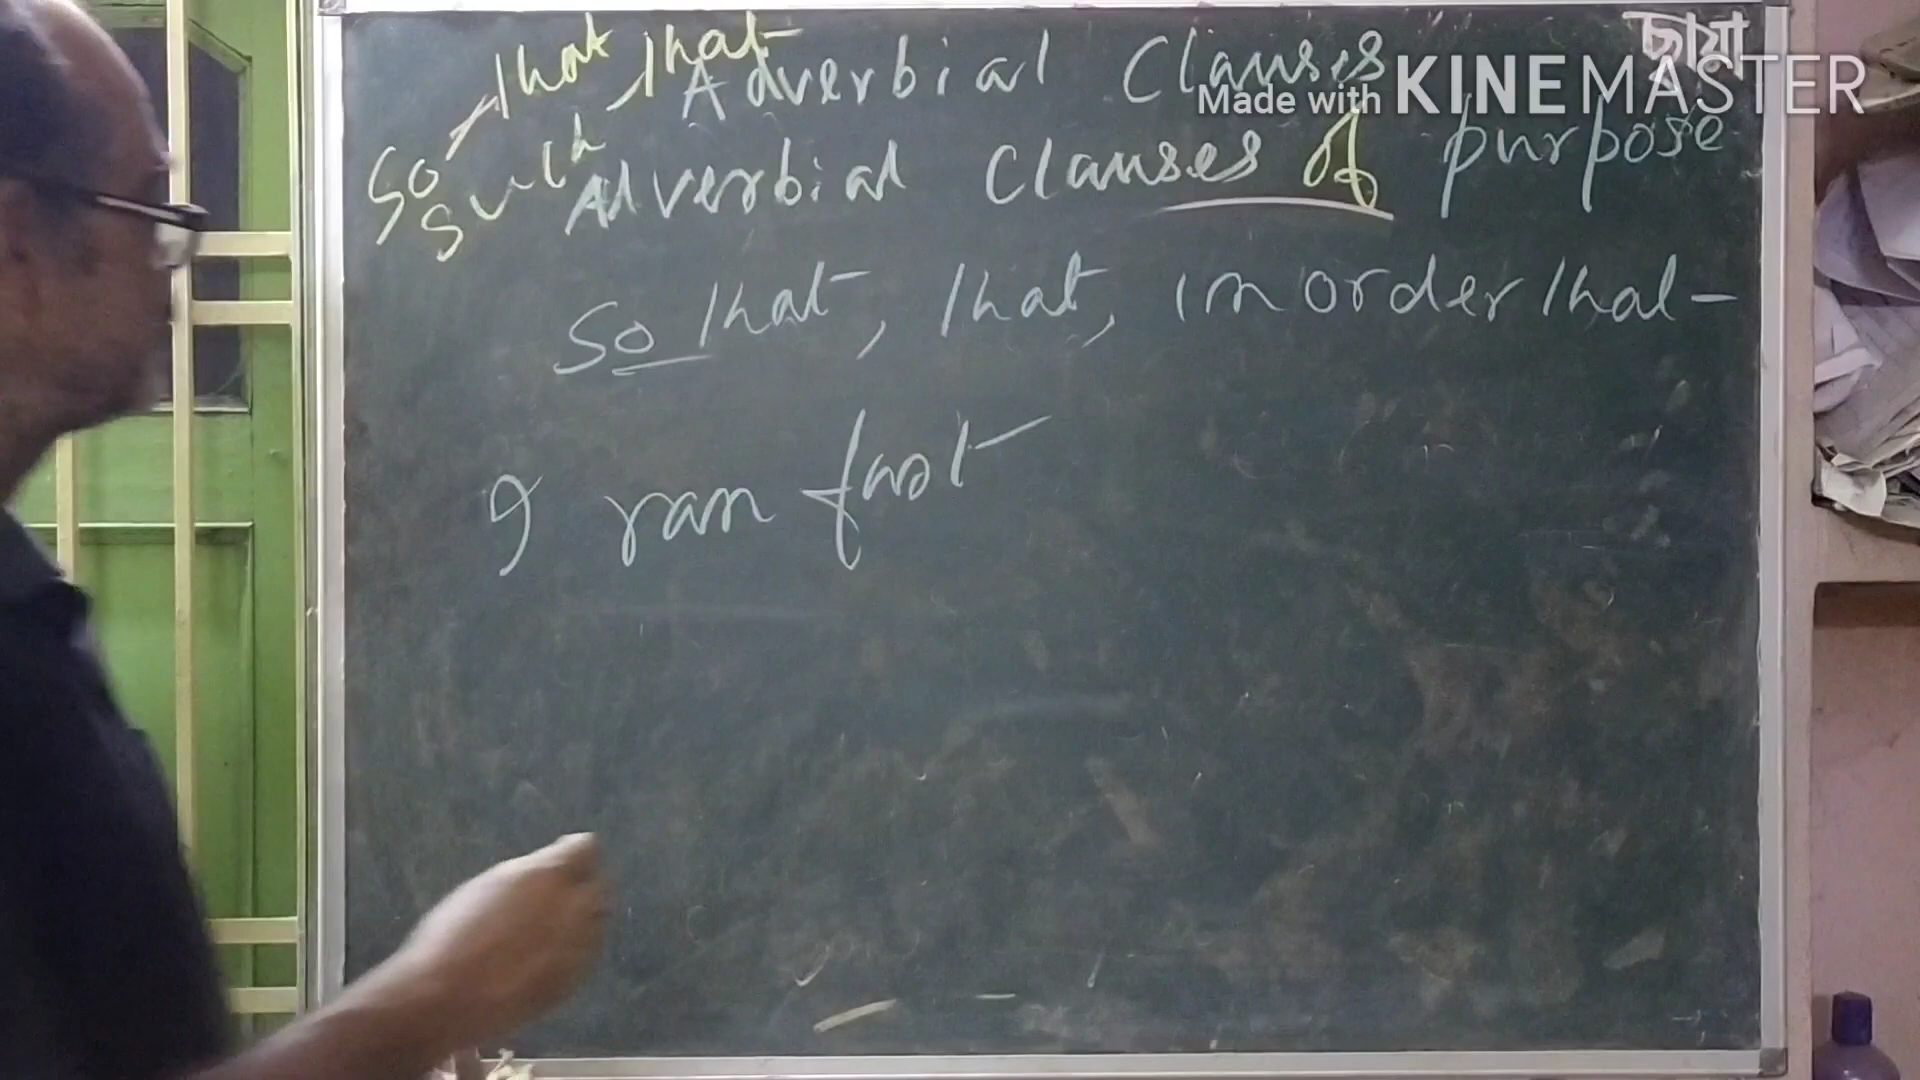 So that, that
such
Adverbial Clauses
Adverbial Clauses of purpose
So that, that, in order that
I ran fast
ছায়া
Made with KINEMASTER